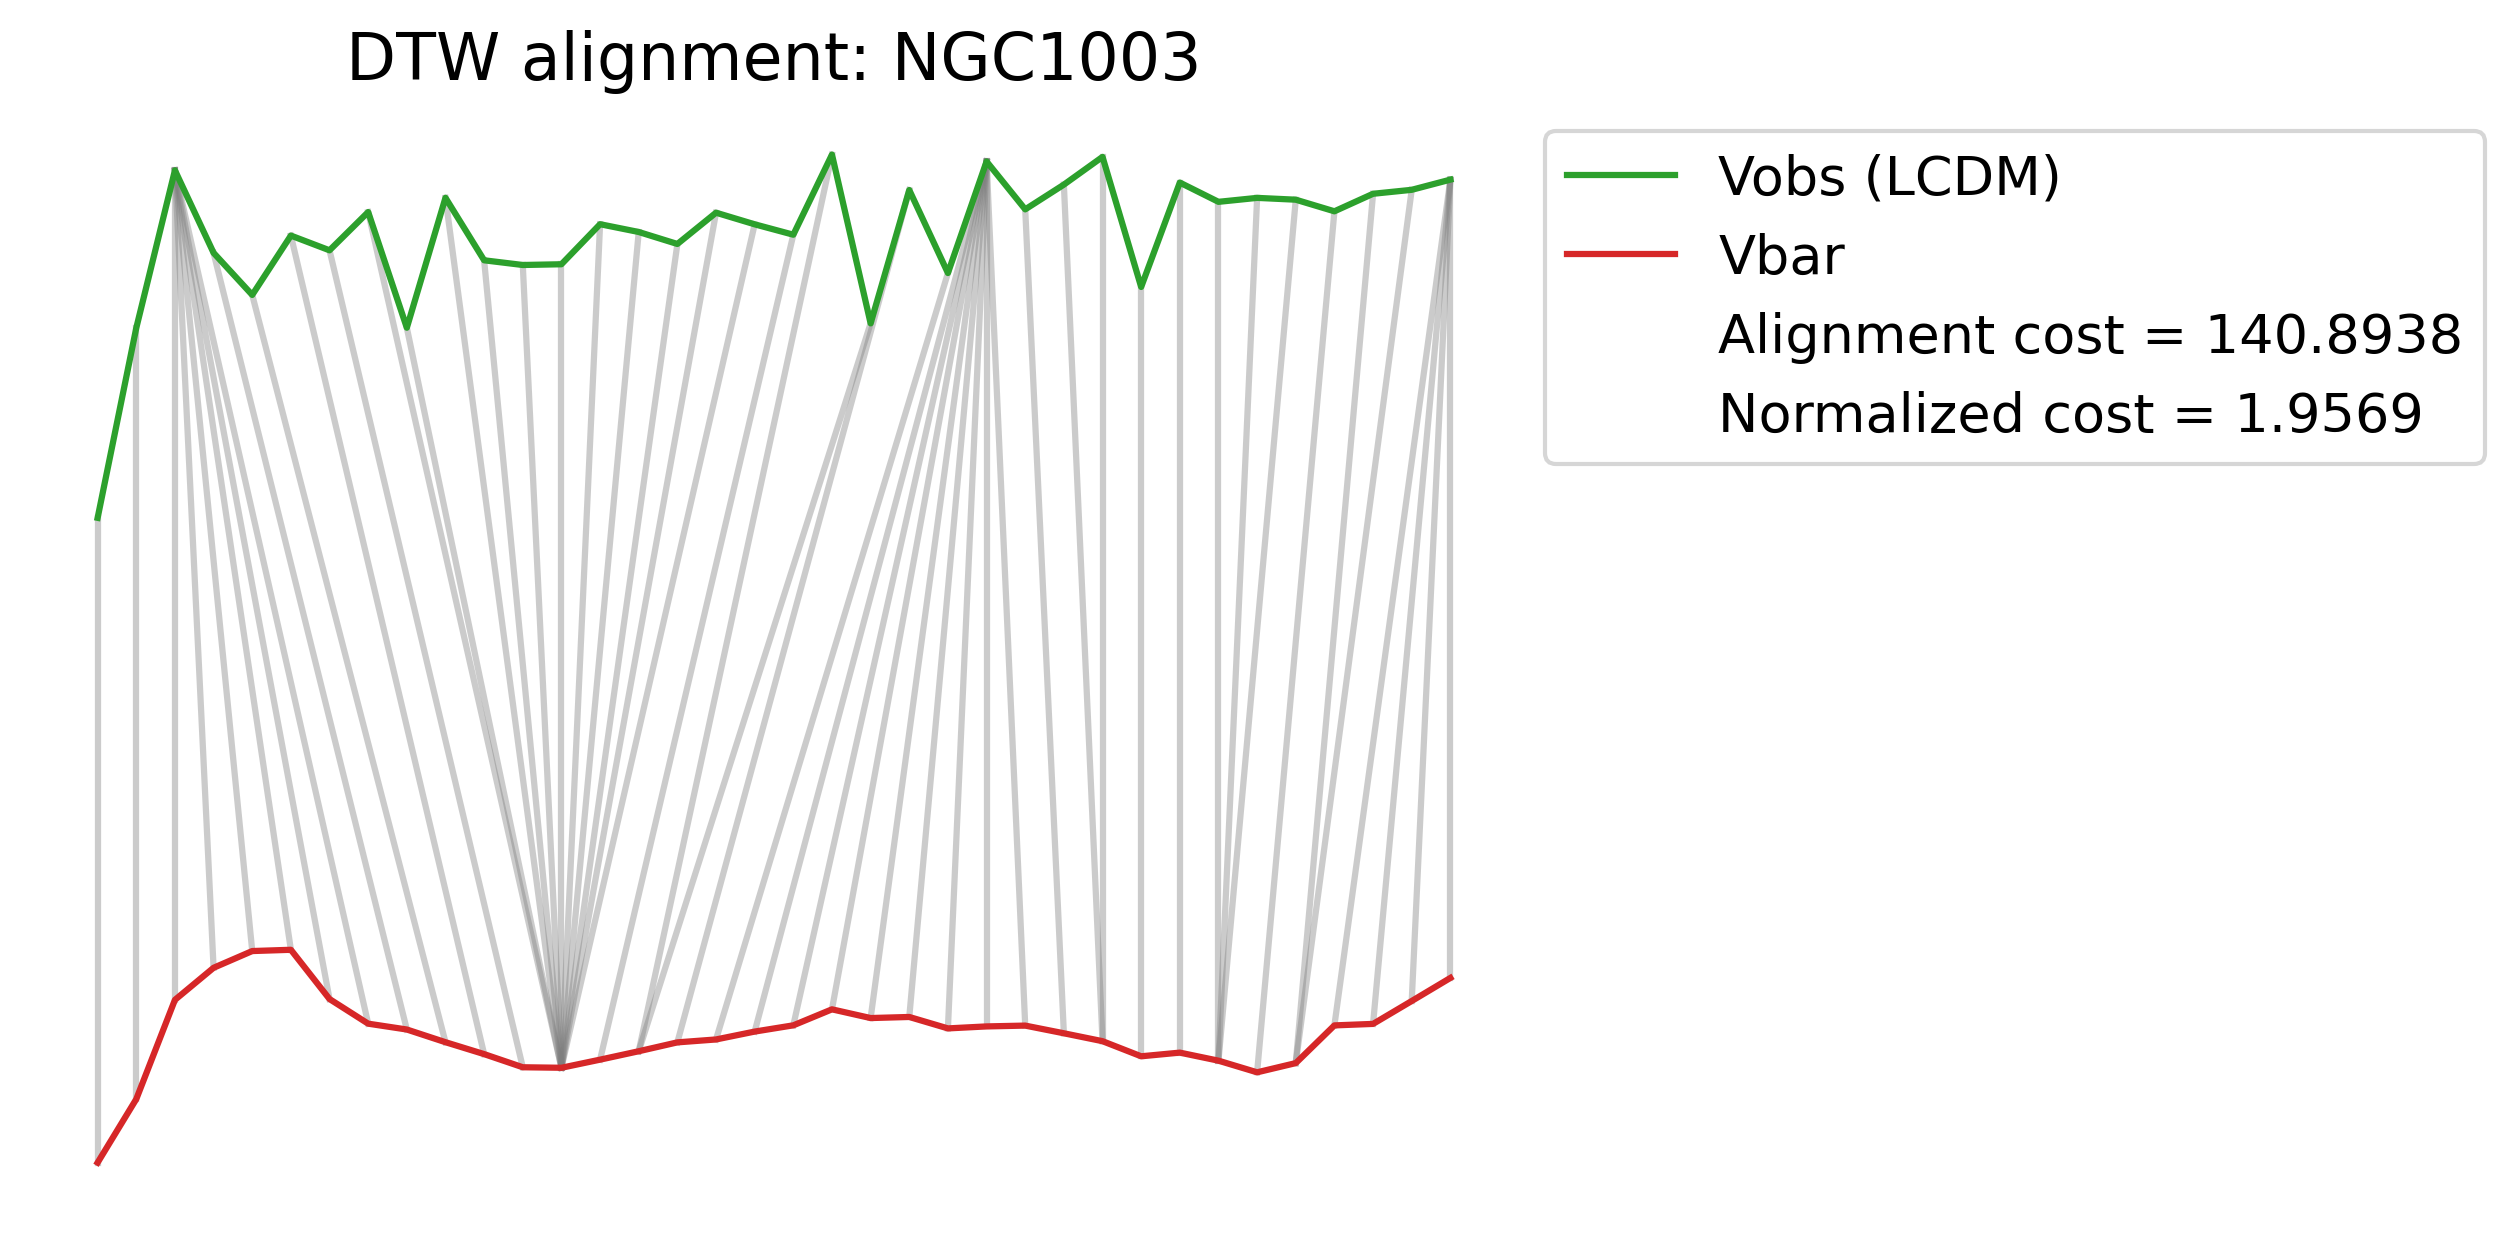 DTW alignment: NGC1003
Vobs (LCDM)
Vbar
Alignment cost = 140.8938
Normalized cost = 1.9569